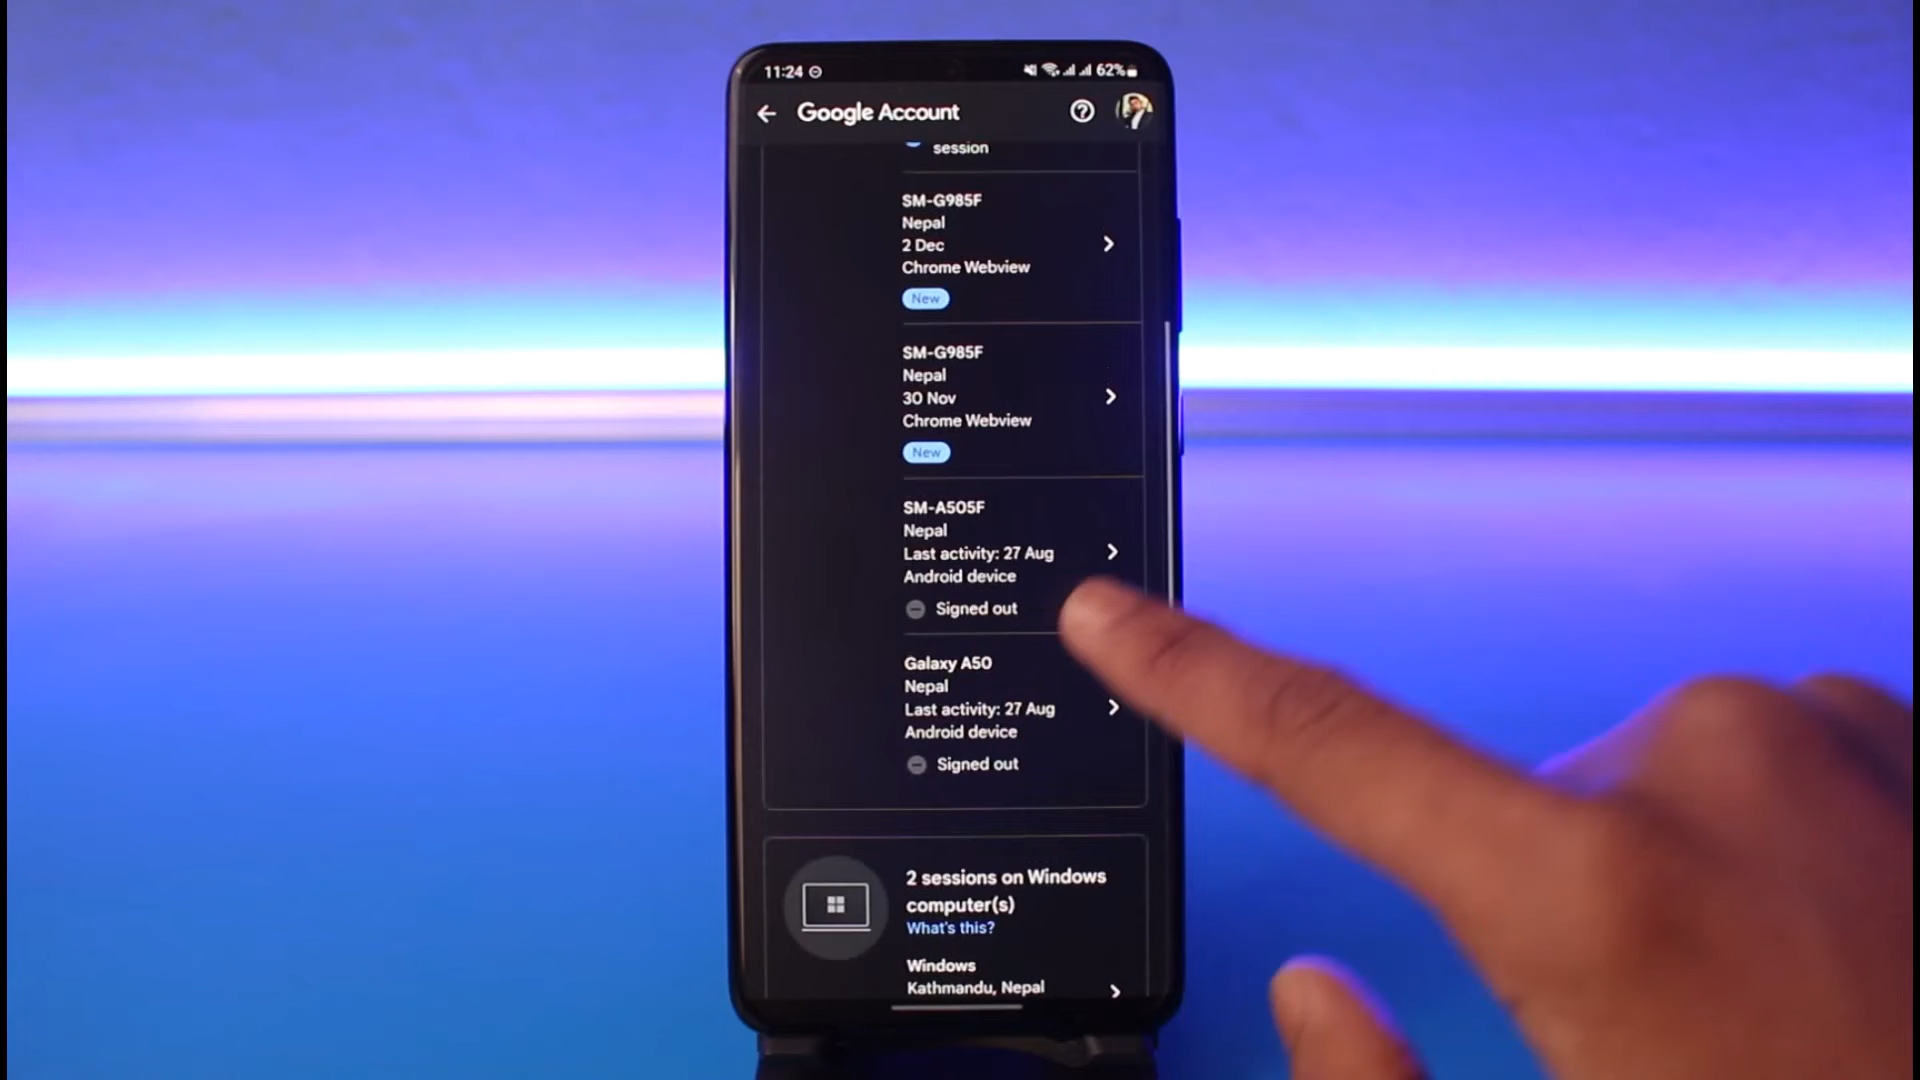 11:24
62%
Google Account
session
SM-G985F
Nepal
2 Dec
Chrome Webview
New
SM-G985F
Nepal
30 Nov
Chrome Webview
New
SM-A505F
Nepal
Last activity: 27 Aug
Android device
Signed out
Galaxy A50
Nepal
Last activity: 27 Aug
Android device
Signed out
2 sessions on Windows
computer(s)
What's this?
Windows
Kathmandu, Nepal